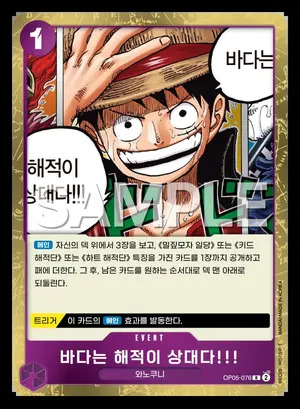 1
바다는
해적이
상대다!!!
SAMPLE
메인 자신의 덱 위에서 3장을 보고, 《밀짚모자 일당》 또는 《키드
해적단》 또는 《하트 해적단》 특징을 가진 카드를 1장까지 공개하고
패에 더한다. 그 후, 남은 카드를 원하는 순서대로 덱 맨 아래로
되돌린다.
트리거 이 카드의 메인 효과를 발동한다.
EVENT
바다는 해적이 상대다!!!
와노쿠니
OP05-076 R 2